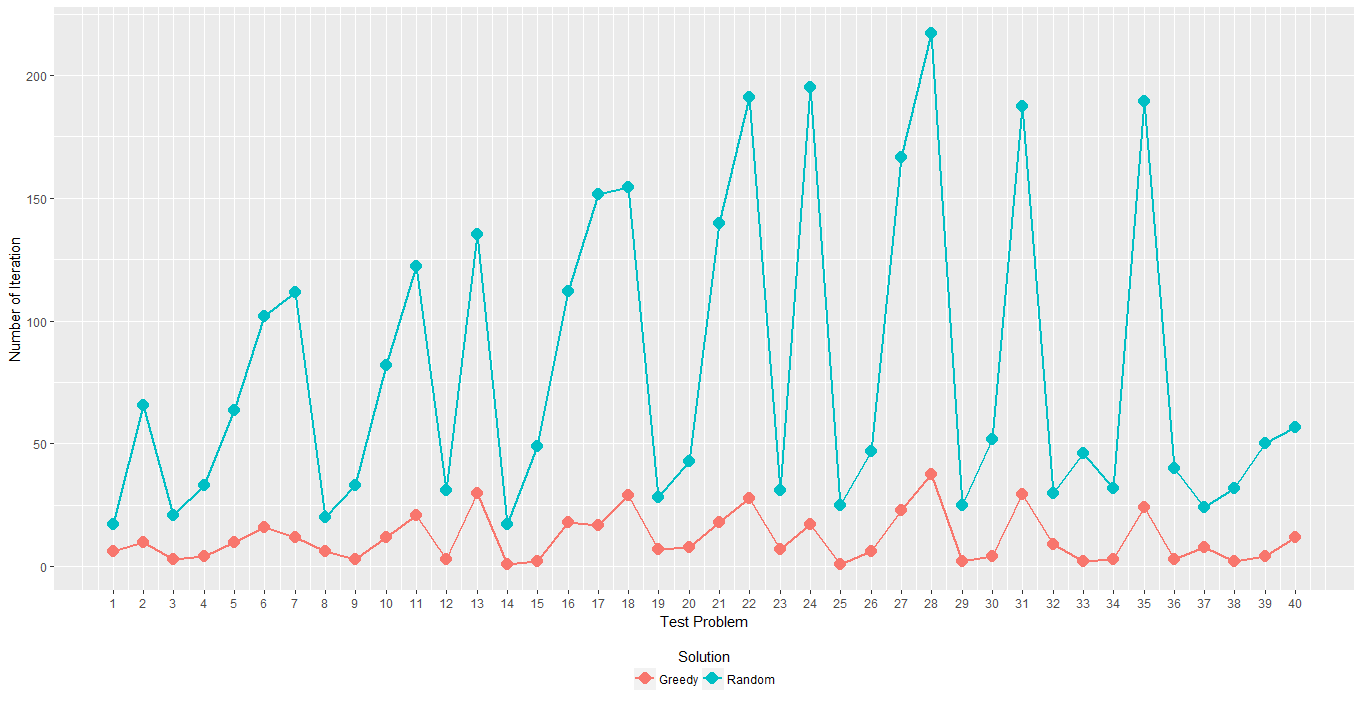 200
150
100
50
0
Number of Iteration
1 2 3 4 5 6 7 8 9 10 11 12 13 14 15 16 17 18 19 20 21 22 23 24 25 26 27 28 29 30 31 32 33 34 35 36 37 38 39 40
Test Problem
Solution
Greedy Random